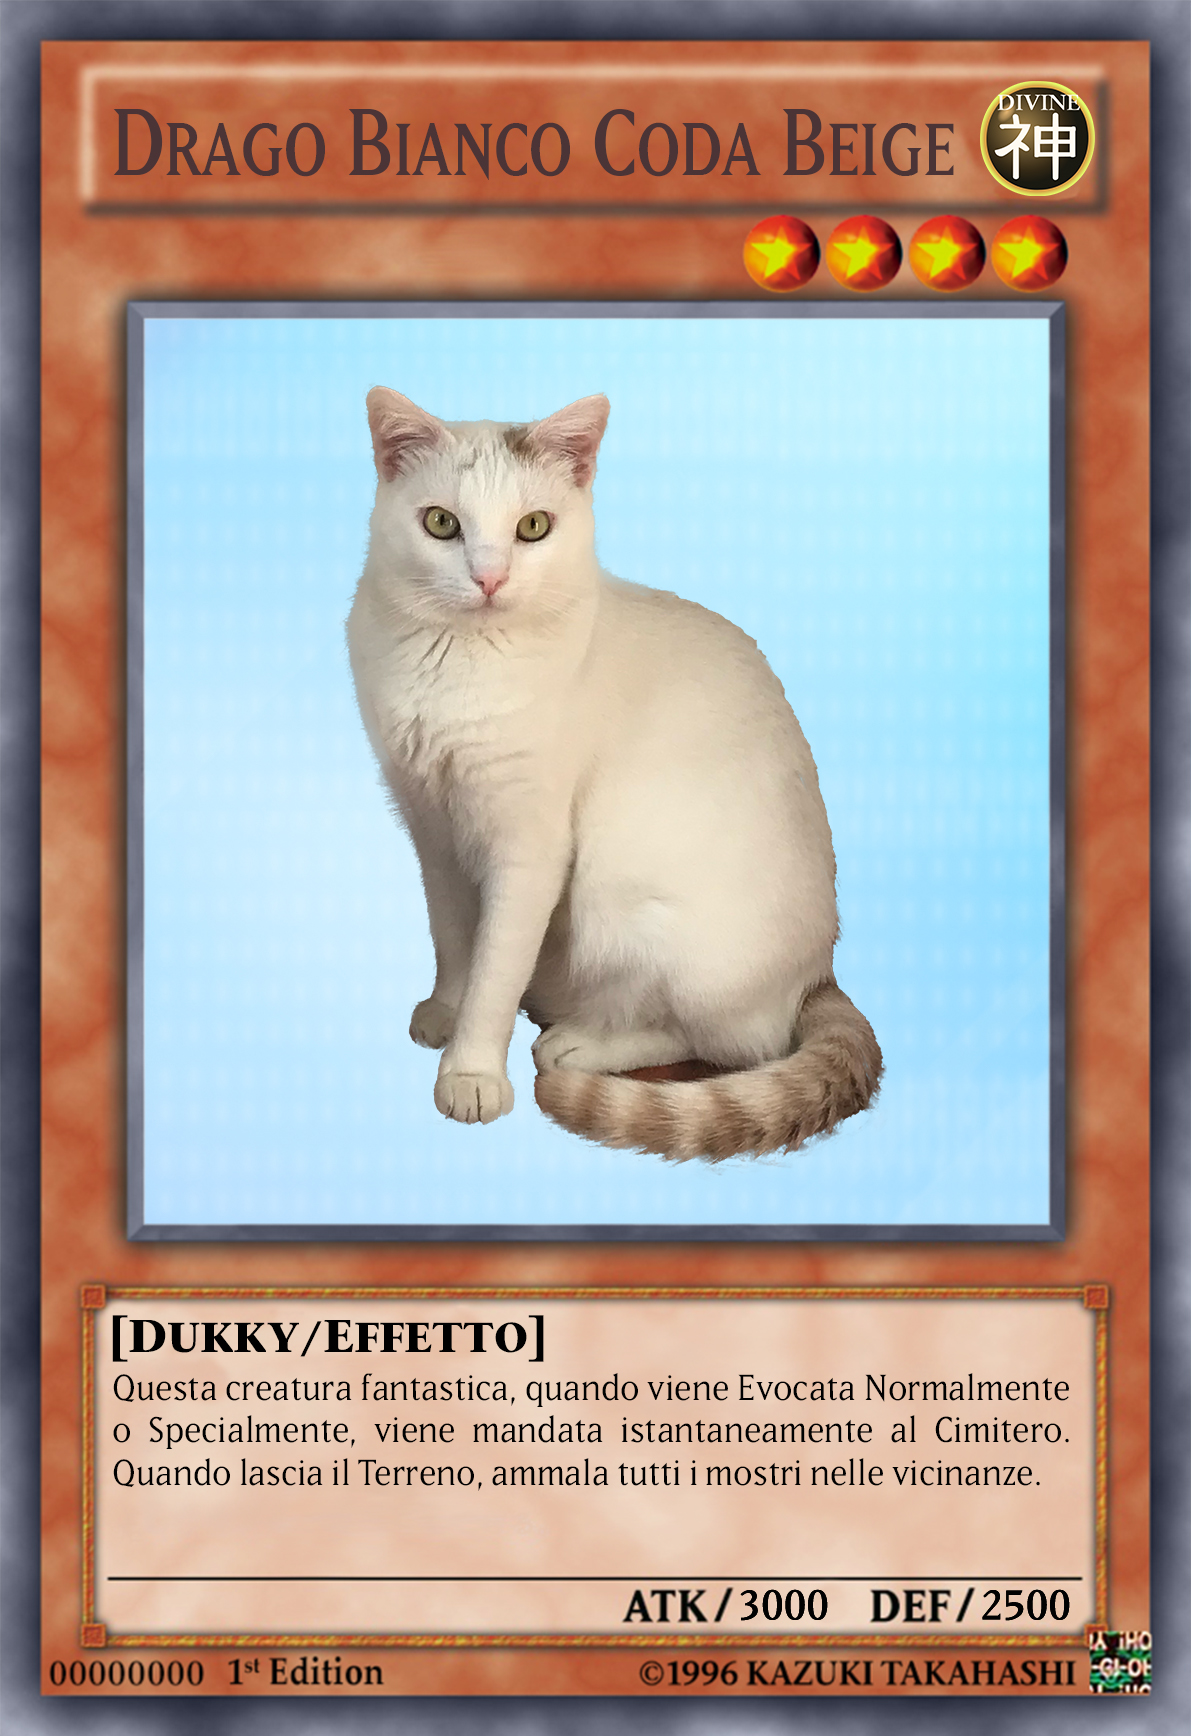 Drago Bianco Coda Beige
DIVINE
神
[Dukky/Effetto]
Questa creatura fantastica, quando viene Evocata Normalmente
o Specialmente, viene mandata istantaneamente al Cimitero.
Quando lascia il Terreno, ammala tutti i mostri nelle vicinanze.
ATK/3000 DEF/2500
00000000 1st Edition ©1996 KAZUKI TAKAHASHI